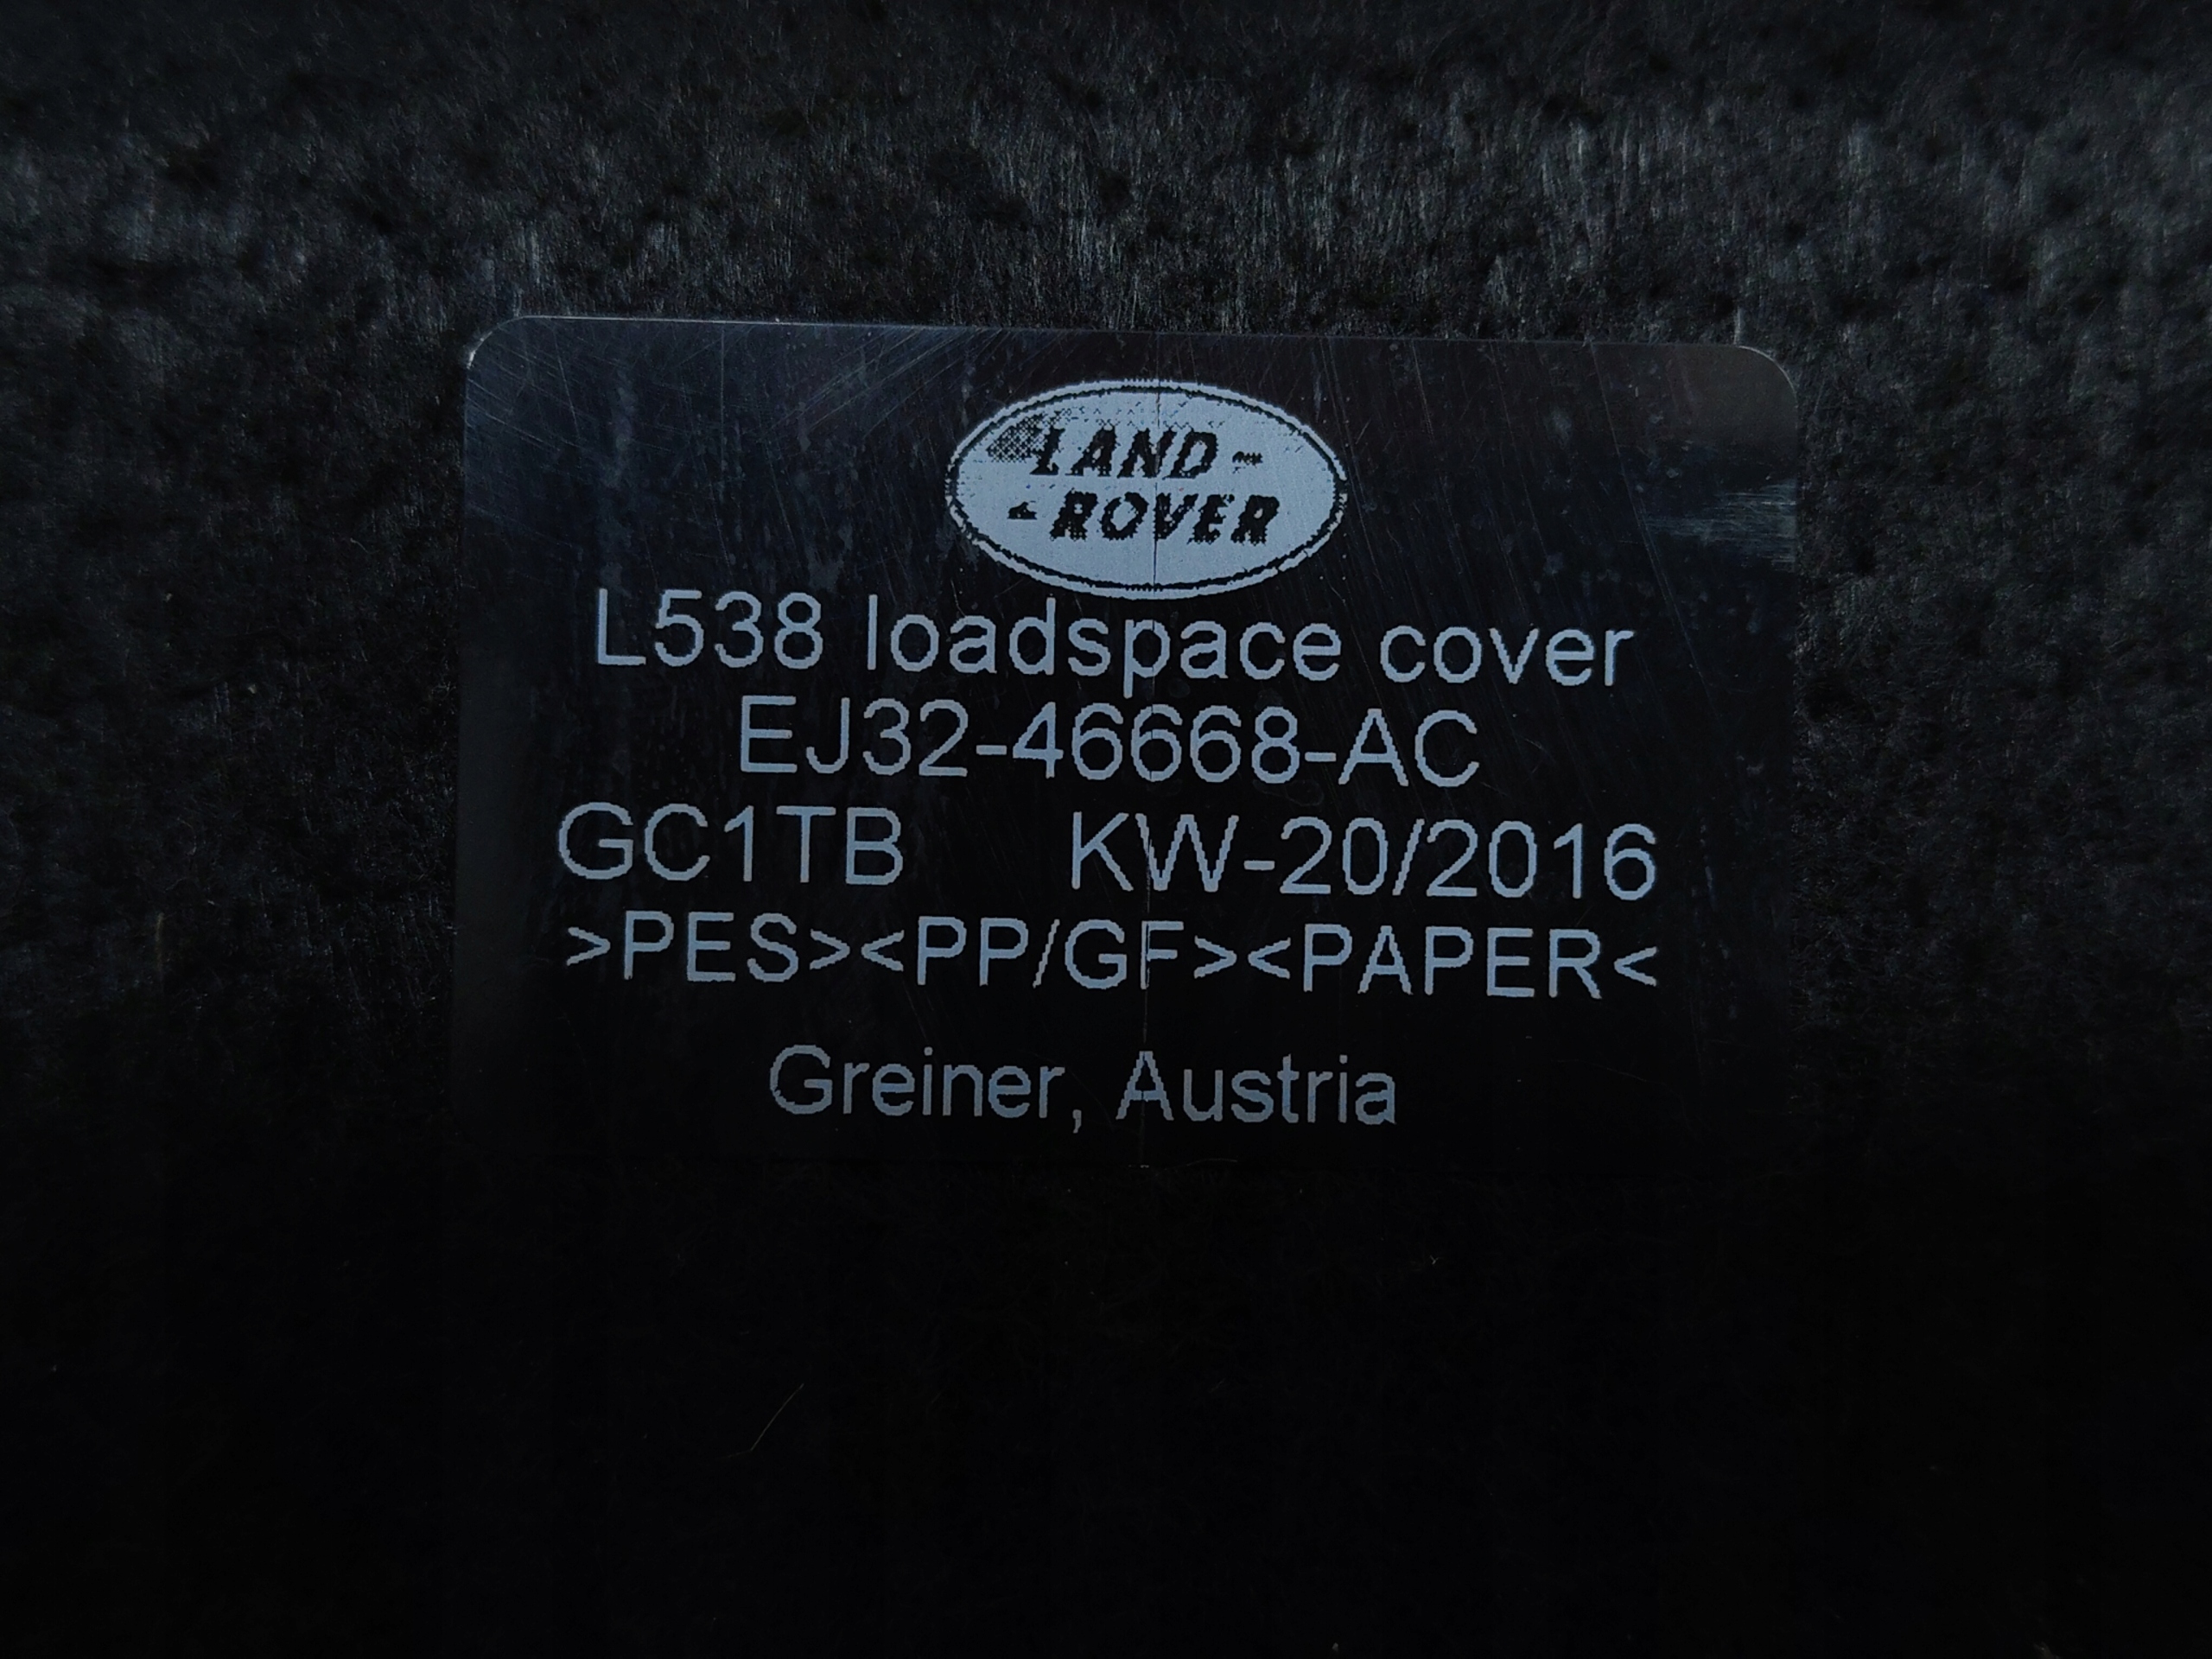 LAND-
-ROVER
L538 loadspace cover
EJ32-46668-AC
GC1TB KW-20/2016
>PES><PP/GF><PAPER<
Greiner, Austria